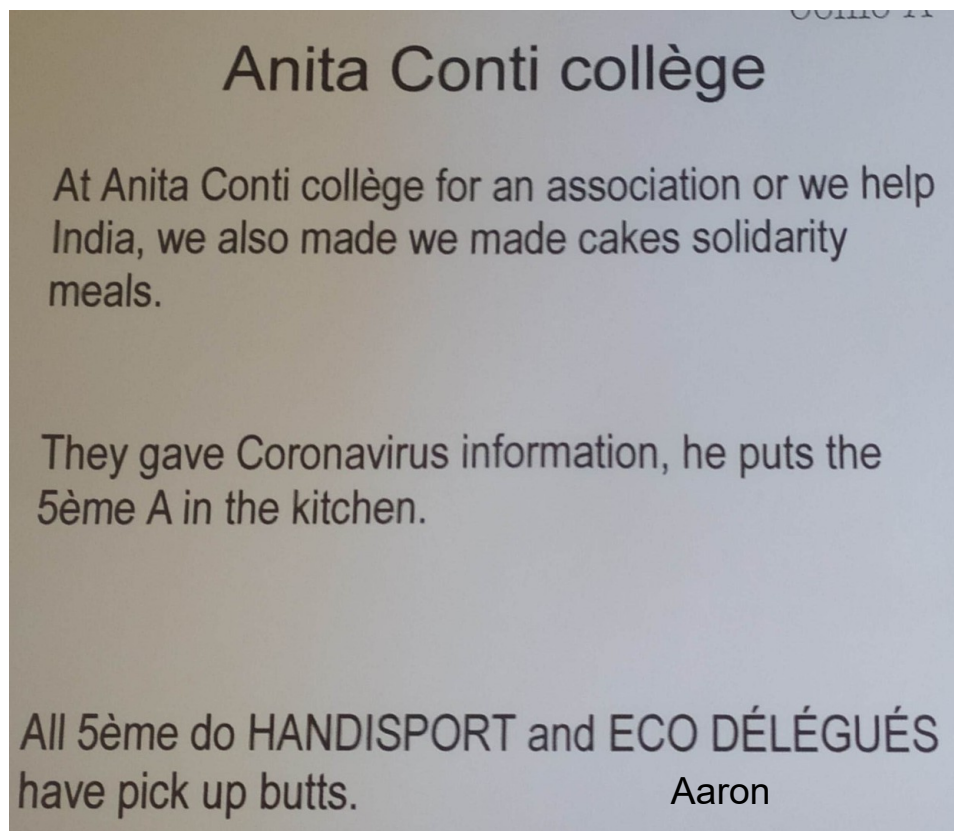 Anita Conti collège
At Anita Conti collège for an association or we help
India, we also made we made cakes solidarity
meals.
They gave Coronavirus information, he puts the
5ème A in the kitchen.
All 5ème do HANDISPORT and ECO DÉLÉGUÉS
have pick up butts.
Aaron